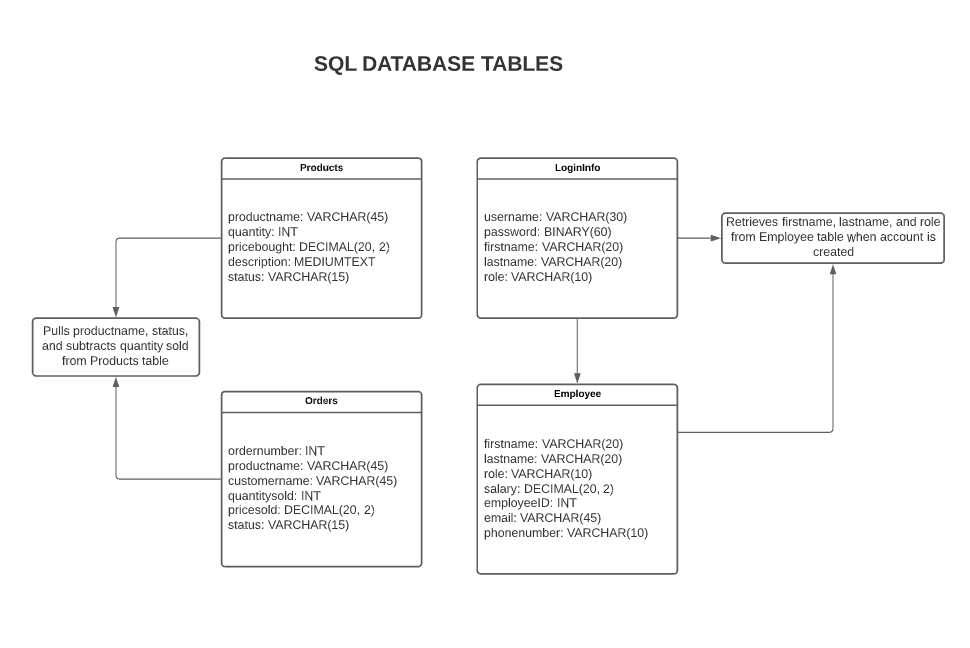 SQL DATABASE TABLES
Products
productname: VARCHAR(45)
quantity: INT
pricebought: DECIMAL(20, 2)
description: MEDIUMTEXT
status: VARCHAR(15)
LoginInfo
username: VARCHAR(30)
password: BINARY(60)
firstname: VARCHAR(20)
lastname: VARCHAR(20)
role: VARCHAR(10)
Retrieves firstname, lastname, and role
from Employee table when account is
created
Pulls productname, status,
and subtracts quantity sold
from Products table
Orders
ordernumber: INT
productname: VARCHAR(45)
customername: VARCHAR(45)
quantitysold: INT
pricesold: DECIMAL(20, 2)
status: VARCHAR(15)
Employee
firstname: VARCHAR(20)
lastname: VARCHAR(20)
role: VARCHAR(10)
salary: DECIMAL(20, 2)
employeeID: INT
email: VARCHAR(45)
phonenumber: VARCHAR(10)